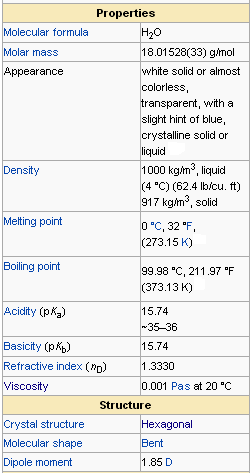 Properties
Molecular formula H₂O
Molar mass 18.01528(33) g/mol
Appearance white solid or almost
colorless,
transparent, with a
slight hint of blue,
crystalline solid or
liquid
Density 1000 kg/m³, liquid
(4 °C) (62.4 lb/cu. ft)
917 kg/m³, solid
Melting point 0 °C, 32 °F,
(273.15 K)
Boiling point 99.98 °C, 211.97 °F
(373.13 K)
Acidity (pKa) 15.74
~35–36
Basicity (pKb) 15.74
Refractive index (nD) 1.3330
Viscosity 0.001 Pas at 20 °C
Structure
Crystal structure Hexagonal
Molecular shape Bent
Dipole moment 1.85 D